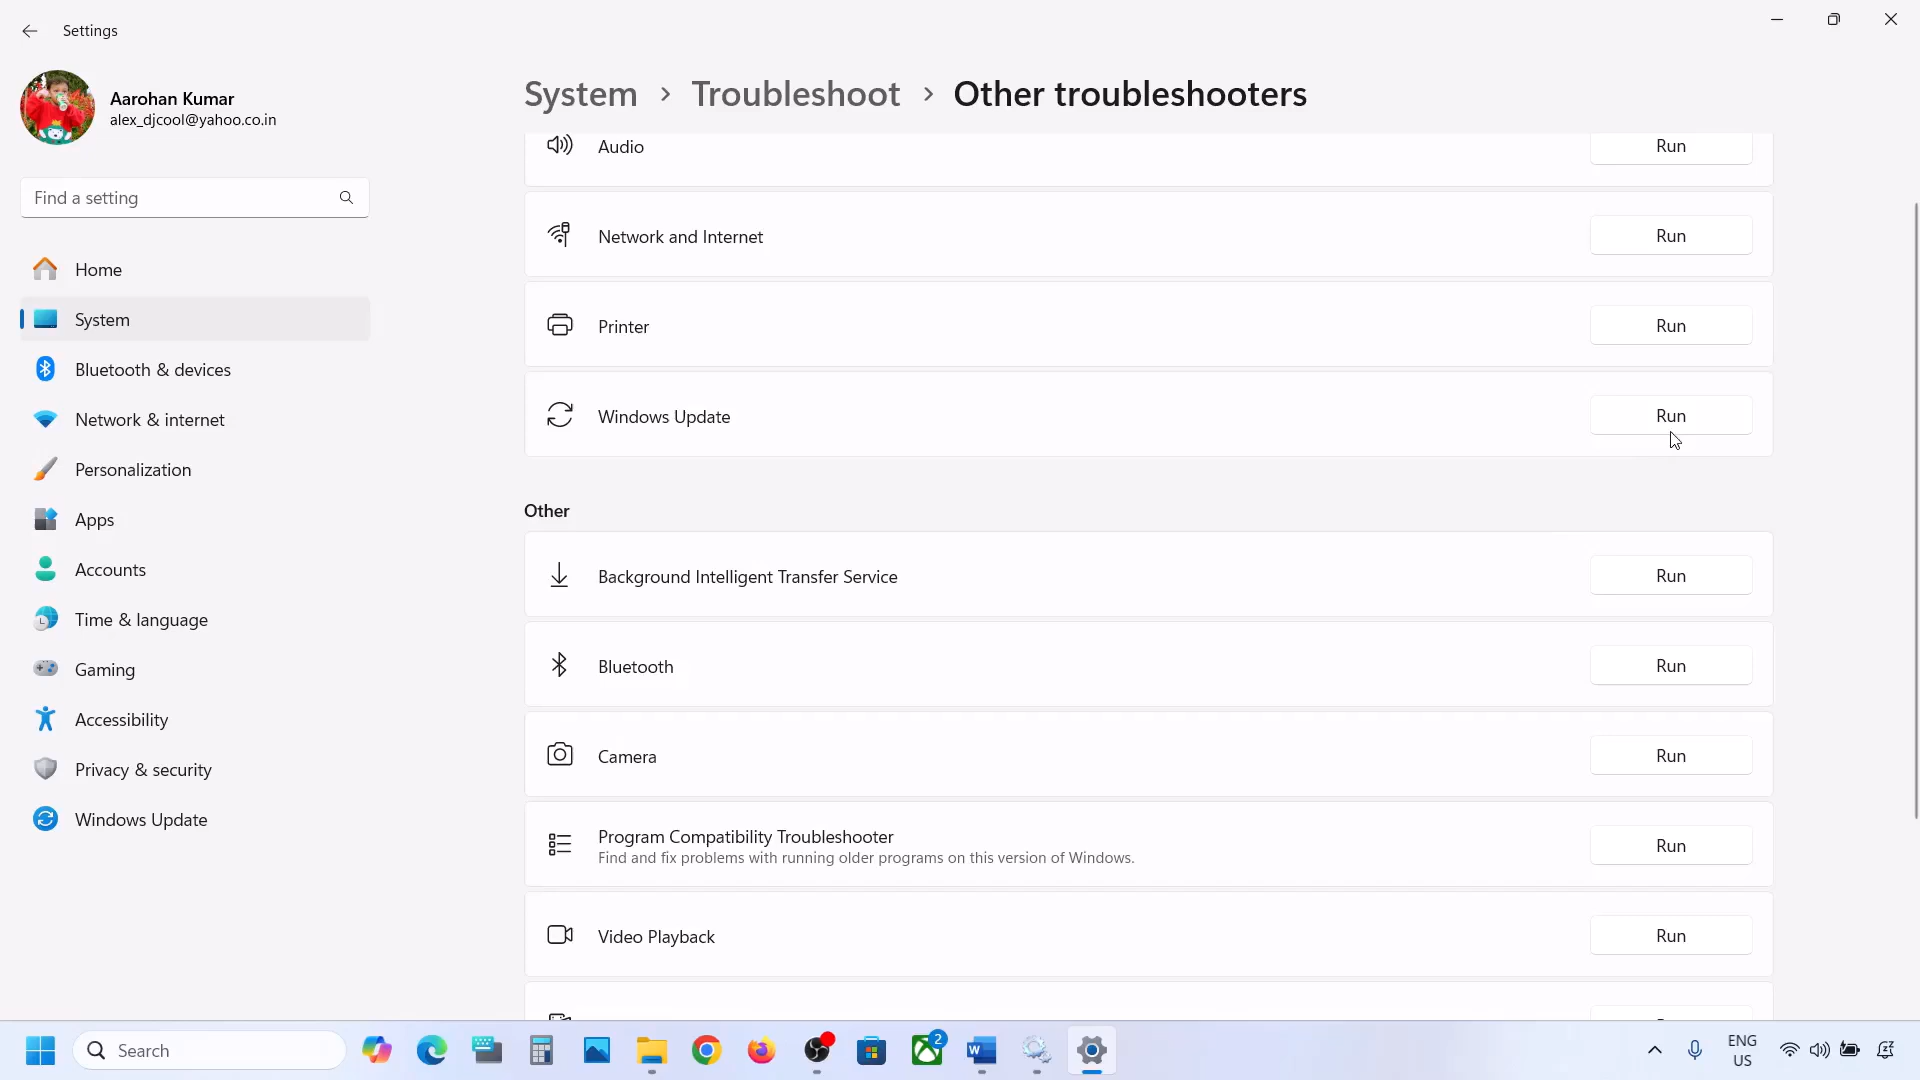 Settings
Aarohan Kumar
alex_djcool@yahoo.co.in
Find a setting
Home
System
Bluetooth & devices
Network & internet
Personalization
Apps
Accounts
Time & language
Gaming
Accessibility
Privacy & security
Windows Update
System > Troubleshoot > Other troubleshooters
Audio Run
Network and Internet Run
Printer Run
Windows Update Run
Other
Background Intelligent Transfer Service Run
Bluetooth Run
Camera Run
Program Compatibility Troubleshooter Run
Find and fix problems with running older programs on this version of Windows.
Video Playback Run
Search
2
ENG
US